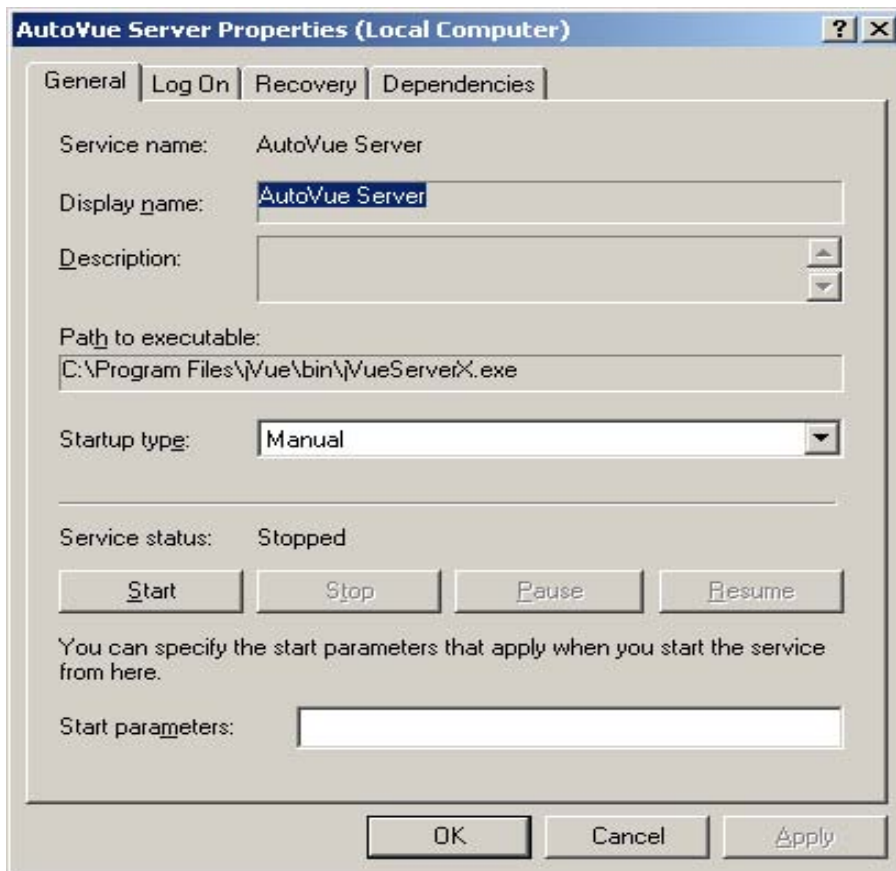 AutoVue Server Properties (Local Computer)
General Log On Recovery Dependencies
Service name: AutoVue Server
Display name: AutoVue Server
Description:
Path to executable:
C:\Program Files\jVue\bin\jVueServerX.exe
Startup type: Manual
Service status: Stopped
Start Stop Pause Resume
You can specify the start parameters that apply when you start the service
from here.
Start parameters:
OK Cancel Apply